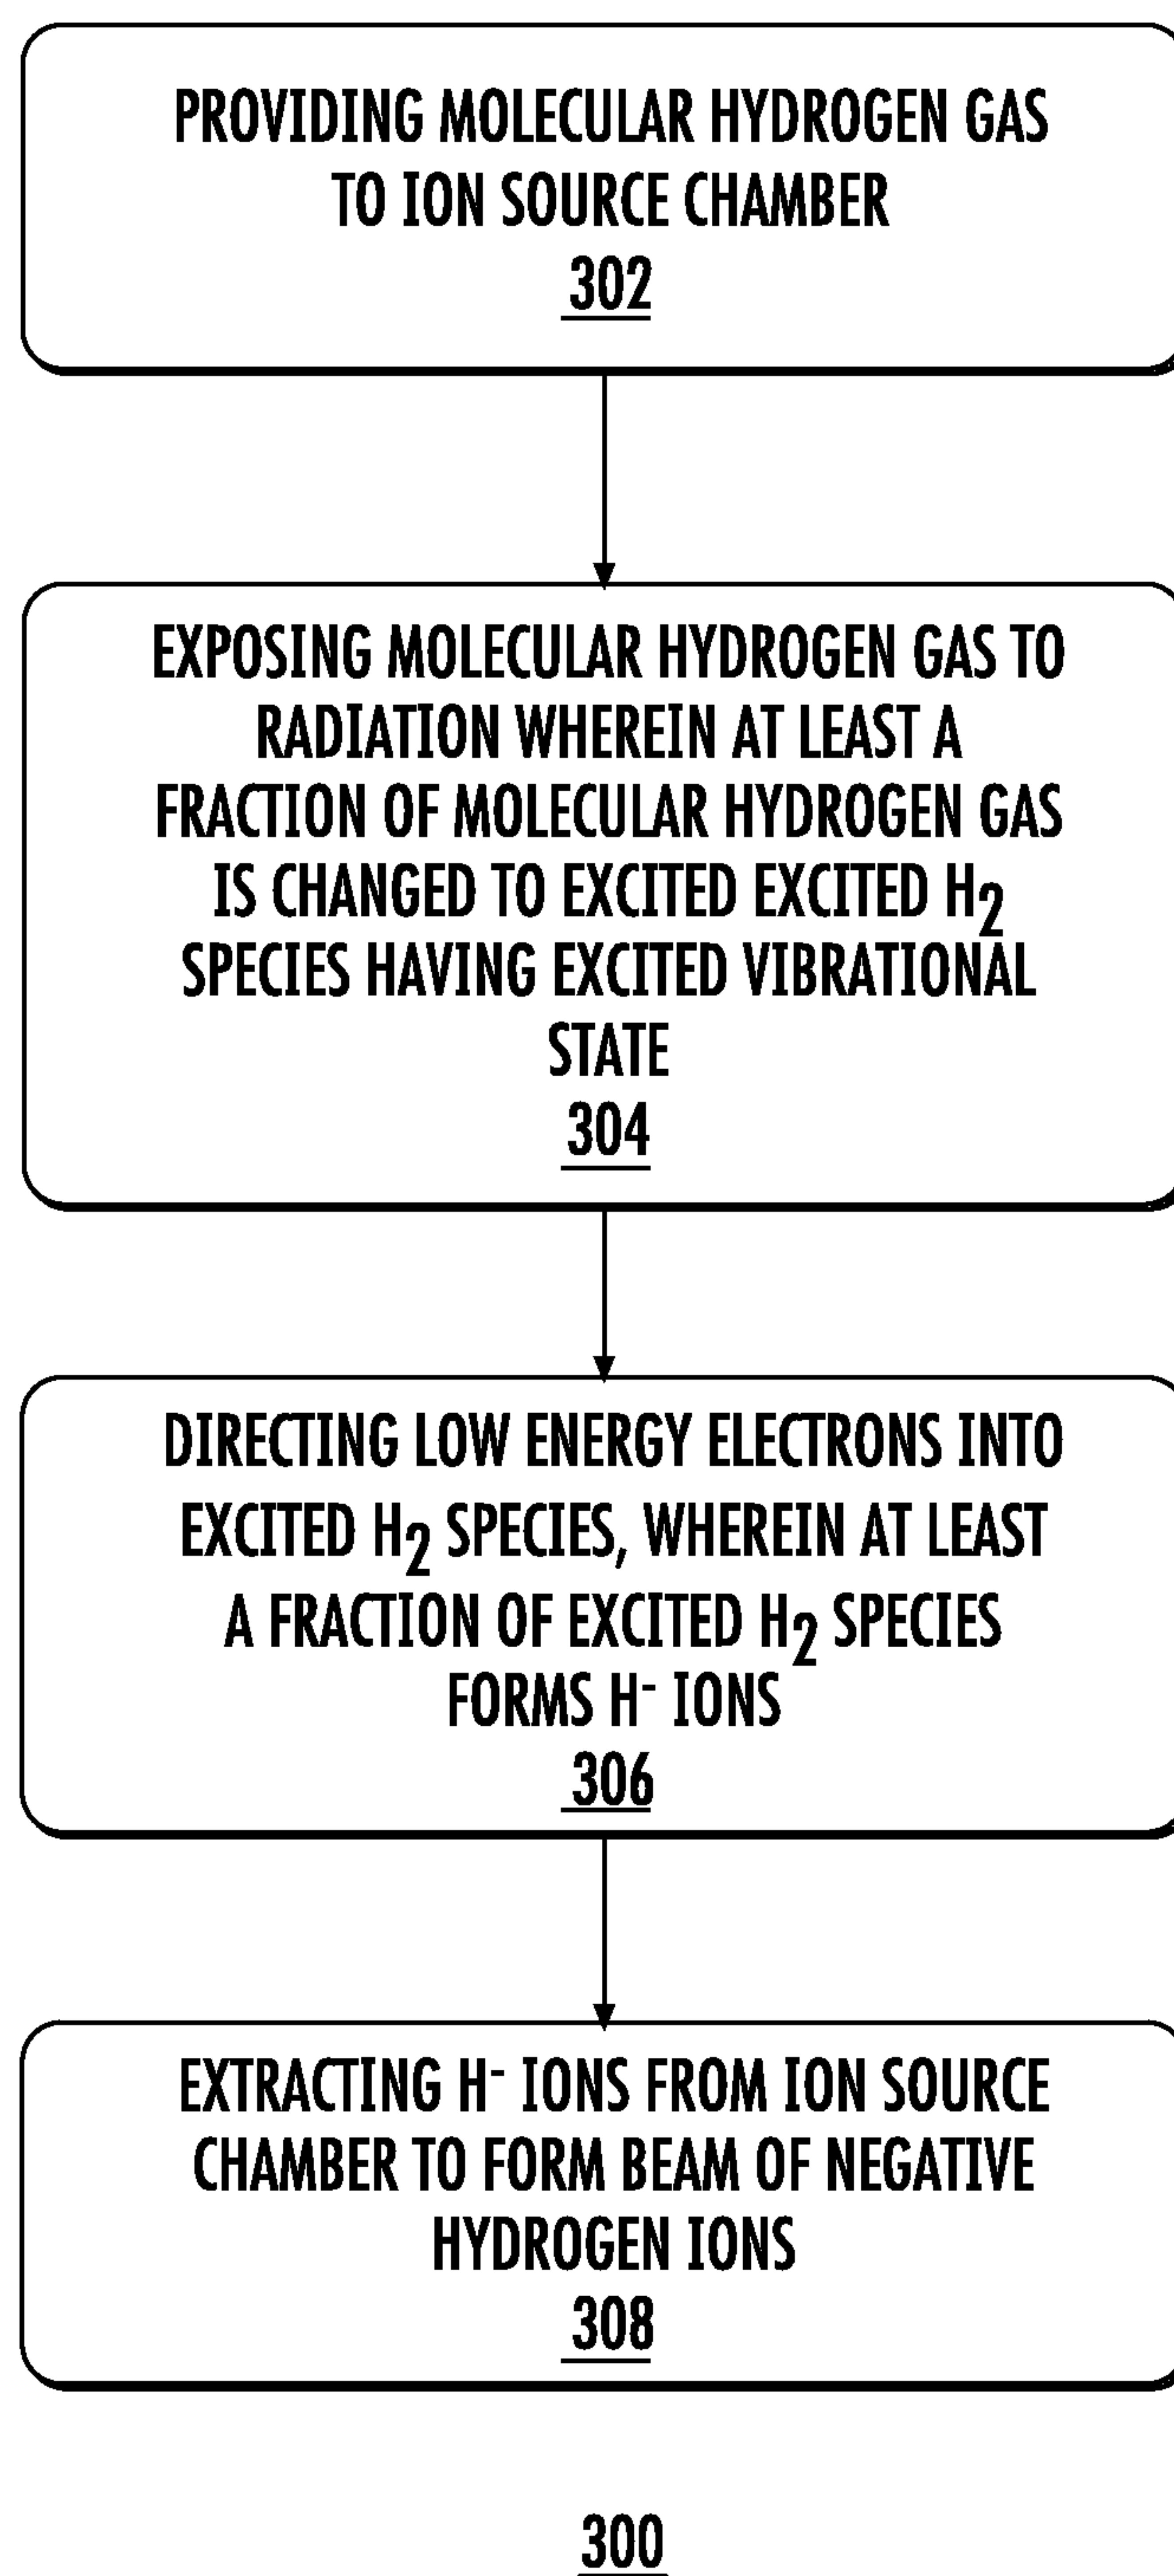 PROVIDING MOLECULAR HYDROGEN GAS
TO ION SOURCE CHAMBER
302
EXPOSING MOLECULAR HYDROGEN GAS TO
RADIATION WHEREIN AT LEAST A
FRACTION OF MOLECULAR HYDROGEN GAS
IS CHANGED TO EXCITED EXCITED H2
SPECIES HAVING EXCITED VIBRATIONAL
STATE
304
DIRECTING LOW ENERGY ELECTRONS INTO
EXCITED H2 SPECIES, WHEREIN AT LEAST
A FRACTION OF EXCITED H2 SPECIES
FORMS H- IONS
306
EXTRACTING H- IONS FROM ION SOURCE
CHAMBER TO FORM BEAM OF NEGATIVE
HYDROGEN IONS
308
300